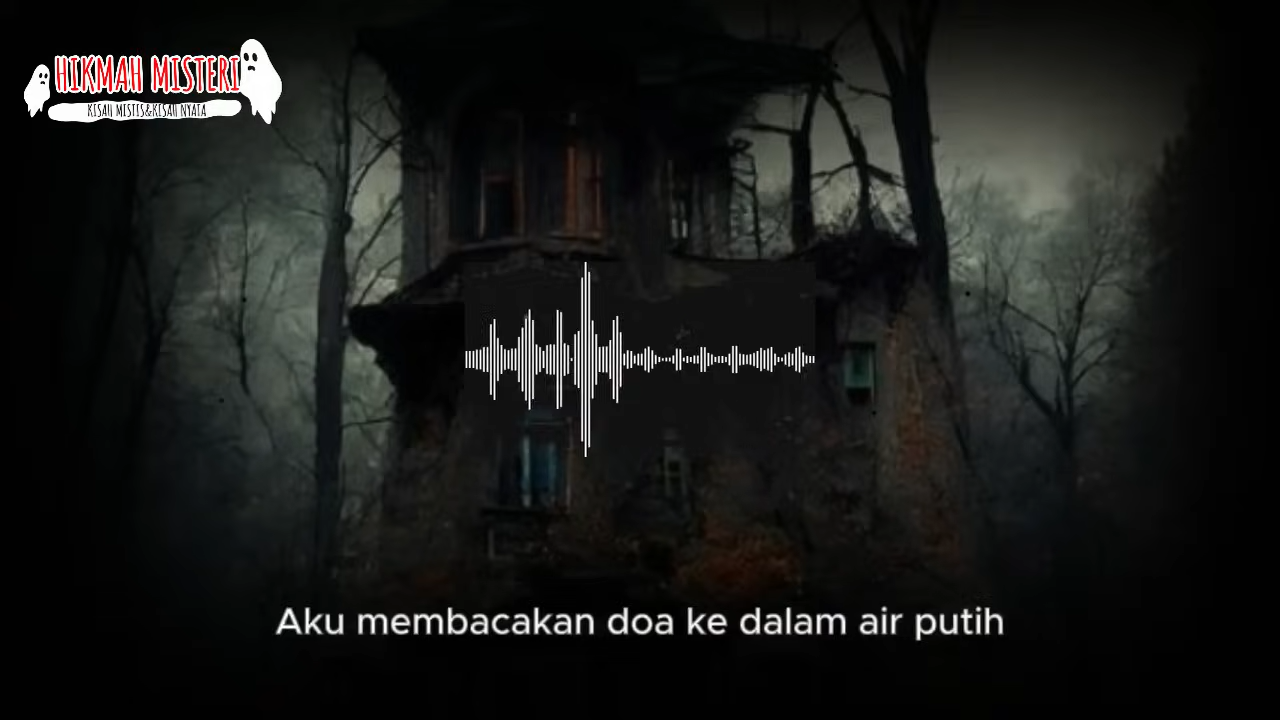 HIKMAH MISTERI
KISAH MISTIS&KISAH NYATA
Aku membacakan doa ke dalam air putih